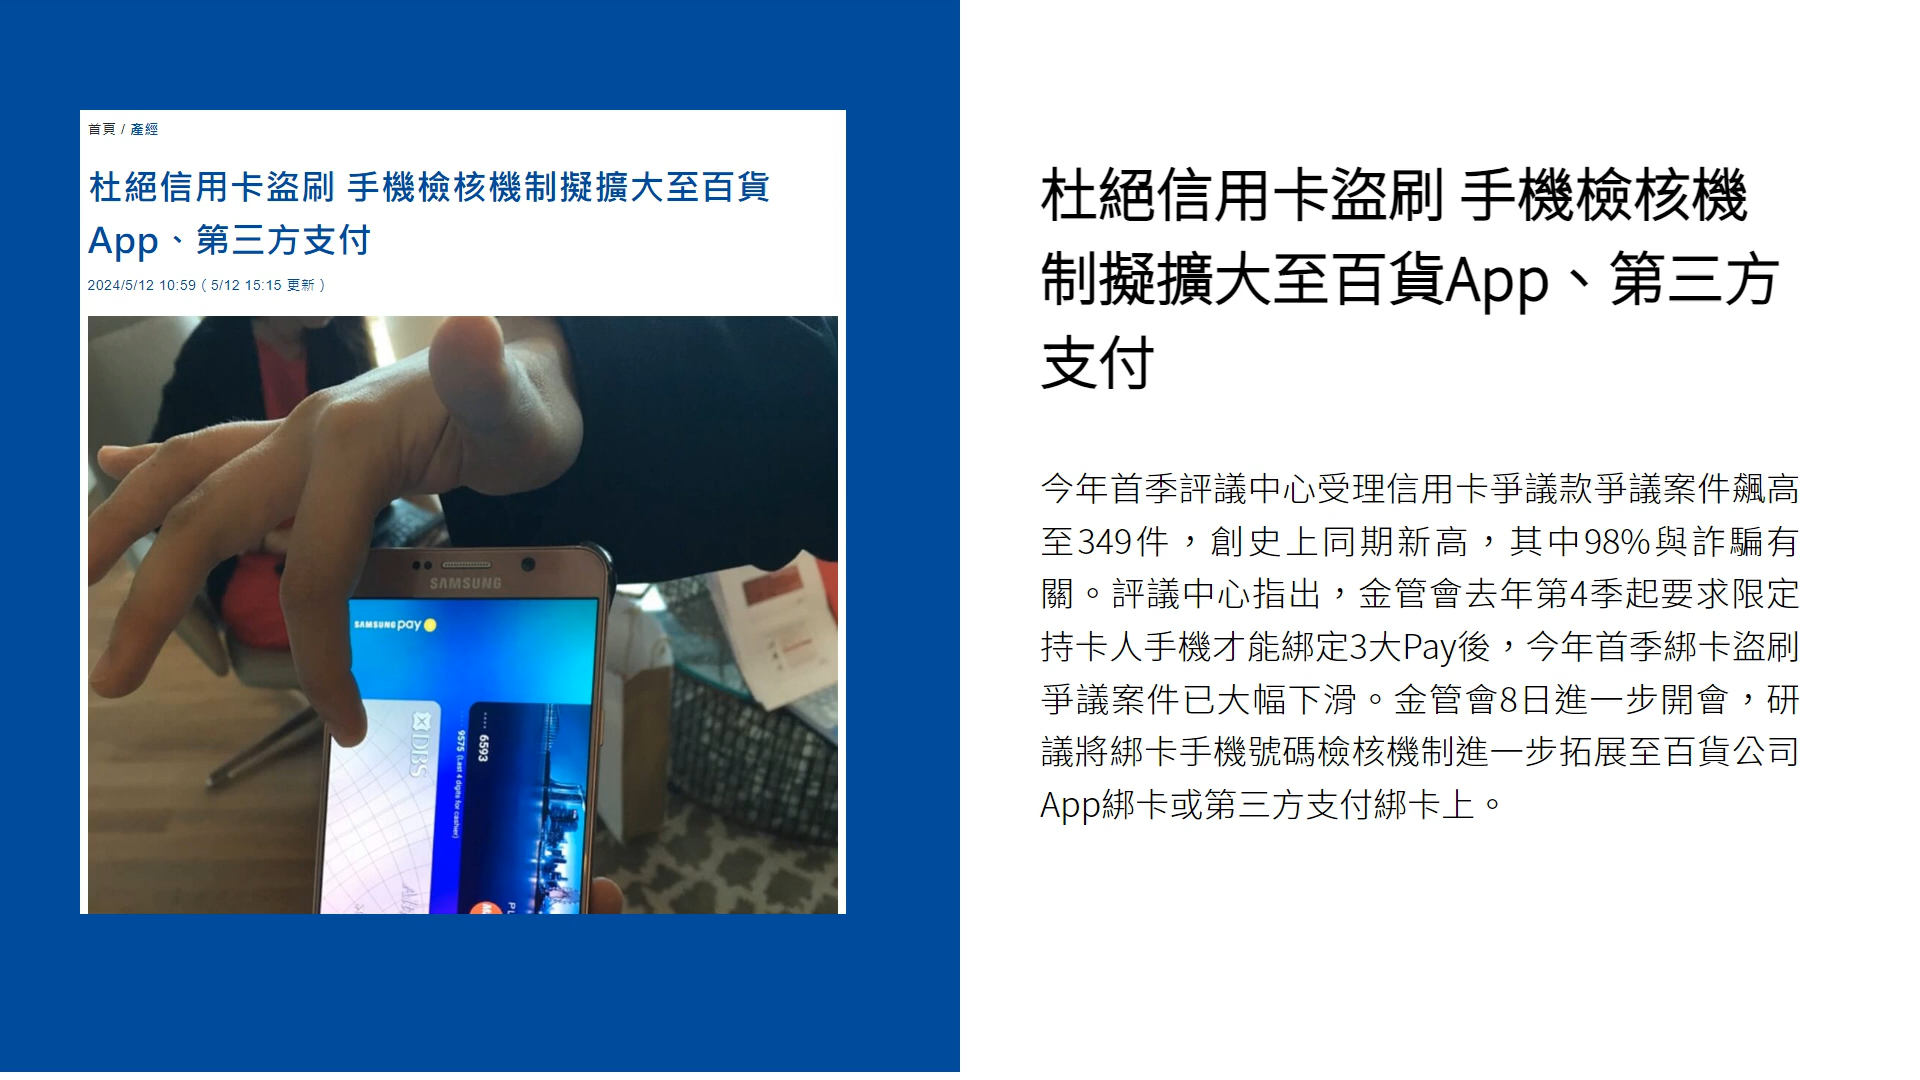 首頁 / 產經
杜絕信用卡盜刷 手機檢核機制擬擴大至百貨
App、第三方支付
2024/5/12 10:59（5/12 15:15 更新）
SAMSUNG
SAMSUNG pay
DBS
9575 (Last 4 digits for cashier)
6593
杜絕信用卡盜刷 手機檢核機
制擬擴大至百貨App、第三方
支付
今年首季評議中心受理信用卡爭議款爭議案件飆高
至349件，創史上同期新高，其中98%與詐騙有
關。評議中心指出，金管會去年第4季起要求限定
持卡人手機才能綁定3大Pay後，今年首季綁卡盜刷
爭議案件已大幅下滑。金管會8日進一步開會，研
議將綁卡手機號碼檢核機制進一步拓展至百貨公司
App綁卡或第三方支付綁卡上。